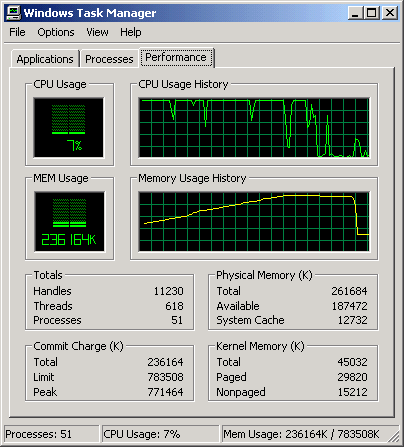 Windows Task Manager
File Options View Help
Applications Processes Performance
CPU Usage CPU Usage History
7%
MEM Usage Memory Usage History
236164K
Totals Physical Memory (K)
Handles 11230 Total 261684
Threads 618 Available 187472
Processes 51 System Cache 12732
Commit Charge (K) Kernel Memory (K)
Total 236164 Total 45032
Limit 783508 Paged 29820
Peak 771464 Nonpaged 15212
Processes: 51 CPU Usage: 7% Mem Usage: 236164K / 783508K